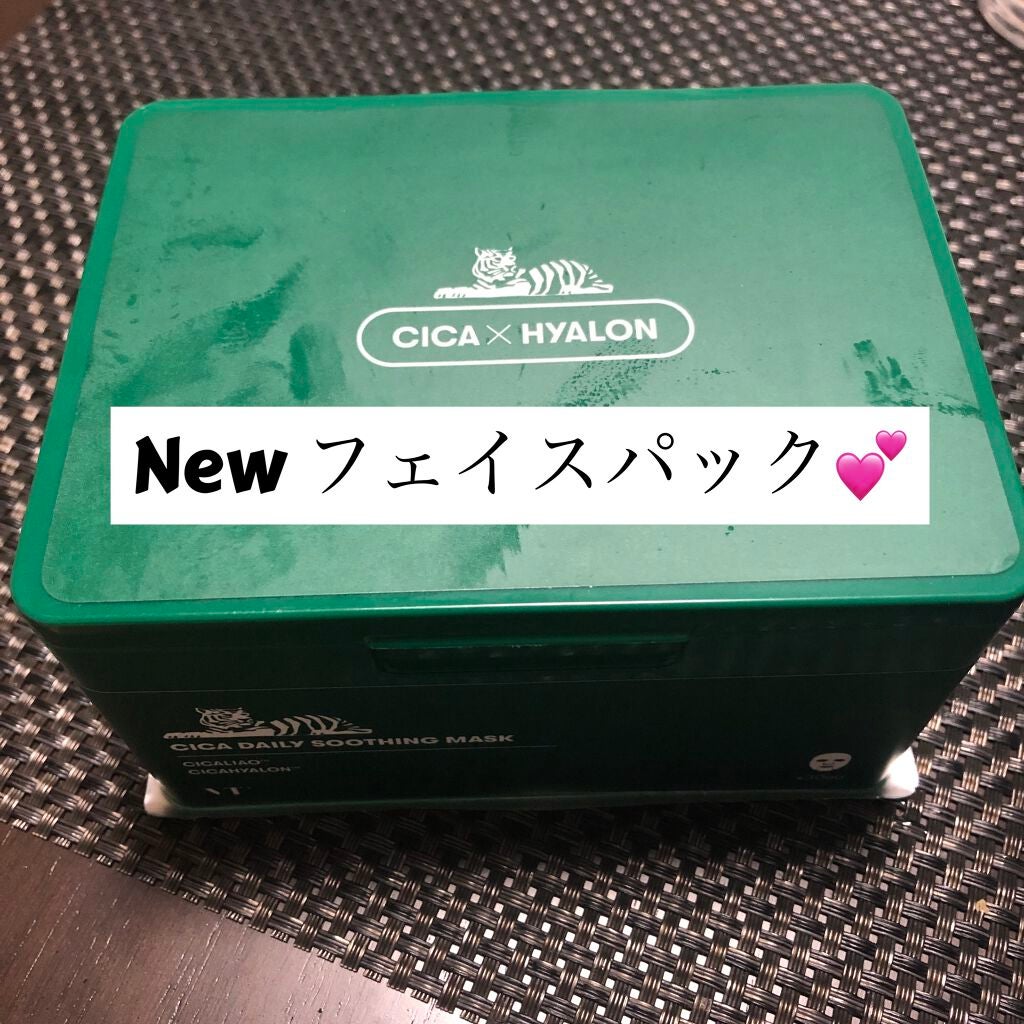 CICA × HYALON
New フェイスパック💕
CICA DAILY SOOTHING MASK
CICALIAO™
CICAHYALON™
VT